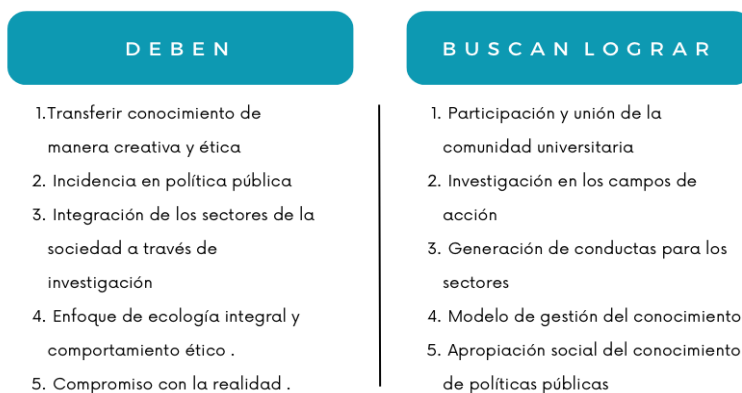 DEBEN
1.Transferir conocimiento de
manera creativa y ética
2. Incidencia en política pública
3. Integración de los sectores de la
sociedad a través de
investigación
4. Enfoque de ecología integral y
comportamiento ético .
5. Compromiso con la realidad .
BUSCAN LOGRAR
1. Participación y unión de la
comunidad universitaria
2. Investigación en los campos de
acción
3. Generación de conductas para los
sectores
4. Modelo de gestión del conocimiento
5. Apropiación social del conocimiento
de políticas públicas